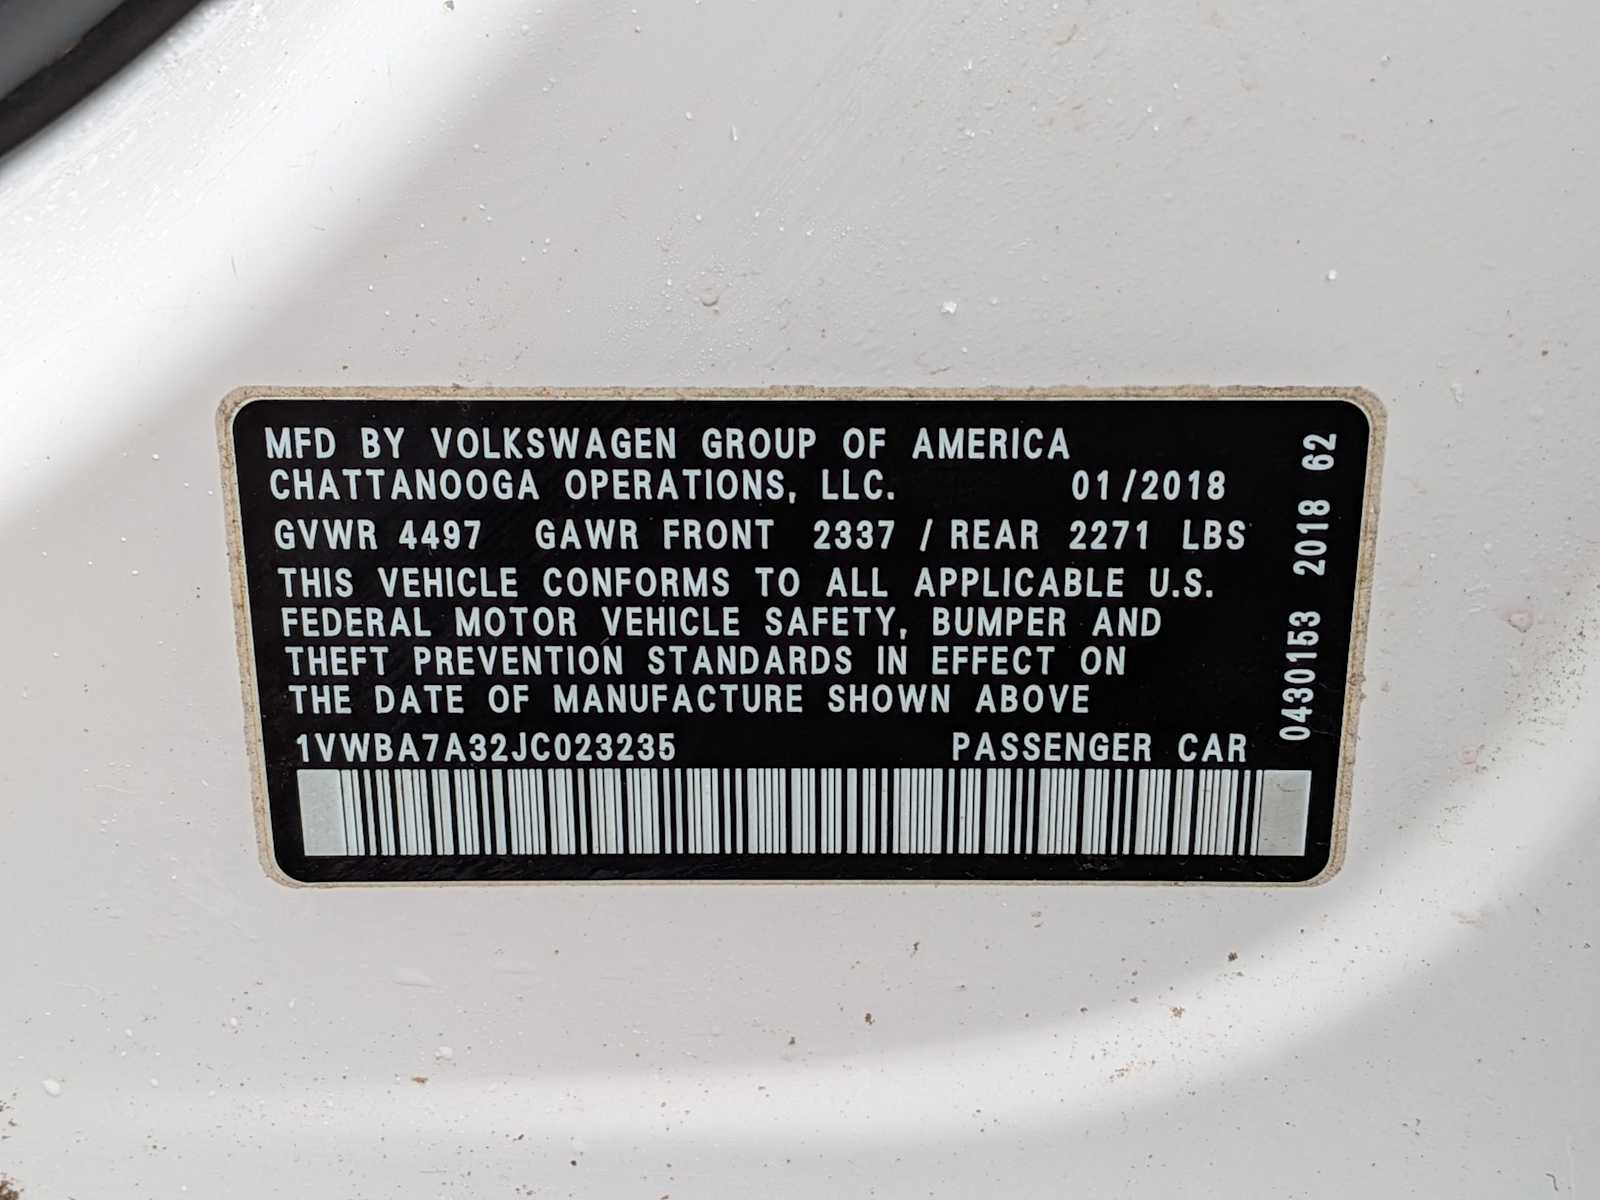 MFD BY VOLKSWAGEN GROUP OF AMERICA
CHATTANOOGA OPERATIONS, LLC. 01/2018
GVWR 4497 GAWR FRONT 2337 / REAR 2271 LBS
THIS VEHICLE CONFORMS TO ALL APPLICABLE U.S.
FEDERAL MOTOR VEHICLE SAFETY, BUMPER AND
THEFT PREVENTION STANDARDS IN EFFECT ON
THE DATE OF MANUFACTURE SHOWN ABOVE
1VWBA7A32JC023235 PASSENGER CAR
0430153 2018 62